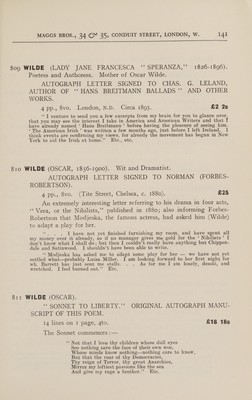 MAGGS BROS., 34 & 35, CONDUIT STREET, LONDON, W. 141
809 WILDE (LADY JANE FRANCESCA "SPERANZA," 1826-1896).
Poetess and Authoress. Mother of Oscar Wilde.
AUTOGRAPH LETTER SIGNED TO CHAS. G. LELAND,
AUTHOR OF "HANS BREITMANN BALLADS" AND OTHER
WORKS.
4 pp., 8vo. London, N.D. Circa 1895. £2 2s
"I venture to send you a few excerpts from my brain for you to glance over,
that you may see the interest I take in America and American Writers and that I
have already named 'Hans Breitmann' before having the pleasure of seeing him.
'The American Irish' was written a few months ago, just before I left Ireland. I
think events are confirming my views, for already the movement has begun in New
York to aid the Irish at home." Etc., etc.
810 WILDE (OSCAR, 1856-1900). Wit and Dramatist.
AUTOGRAPH LETTER SIGNED TO NORMAN (FORBES-
ROBERTSON).
4 pp., 8vo. (Tite Street, Chelsea, c. 1880). £25
An extremely interesting letter referring to his drama in four acts,
"Vera, or the Nihilists," published in 1880; also informing Forbes-
Robertson that Modjeska, the famous actress, had asked him (Wilde)
to adapt a play for her.
". . . I have not yet finished furnishing my room, and have spent all
my money over it already, so if no manager gives me gold for the 'Nihilists' I
don't know what I shall do; but then I couldn't really have anything but Chippen-
dale and Satinwood. I shouldn't have been able to write.
"Modjeska has asked me to adapt some play for her — we have not yet
settled what—probably Luisa Miller. I am looking forward to her first night for
wh. Barrett has just sent me stalls. . . . As for me I am lonely, desolé, and
wretched. I feel burned out." Etc.
811 WILDE (OSCAR).
"SONNET TO LIBERTY." ORIGINAL AUTOGRAPH MANU-
SCRIPT OF THIS POEM.
14 lines on 1 page, 4to. £16 16s
The Sonnet commences:—
"Not that I love thy children whose dull eyes
See nothing save the face of their own woe,
Whose minds know nothing—nothing care to know,
But that the roar of thy Democracies,
Thy reign of Terror, thy great Anarchies,
Mirror my loftiest passions like the sea
And give my rage a brother." Etc.